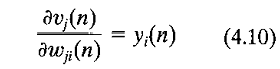 ∂v_j(n)/∂w_ji(n) = y_i(n) (4.10)